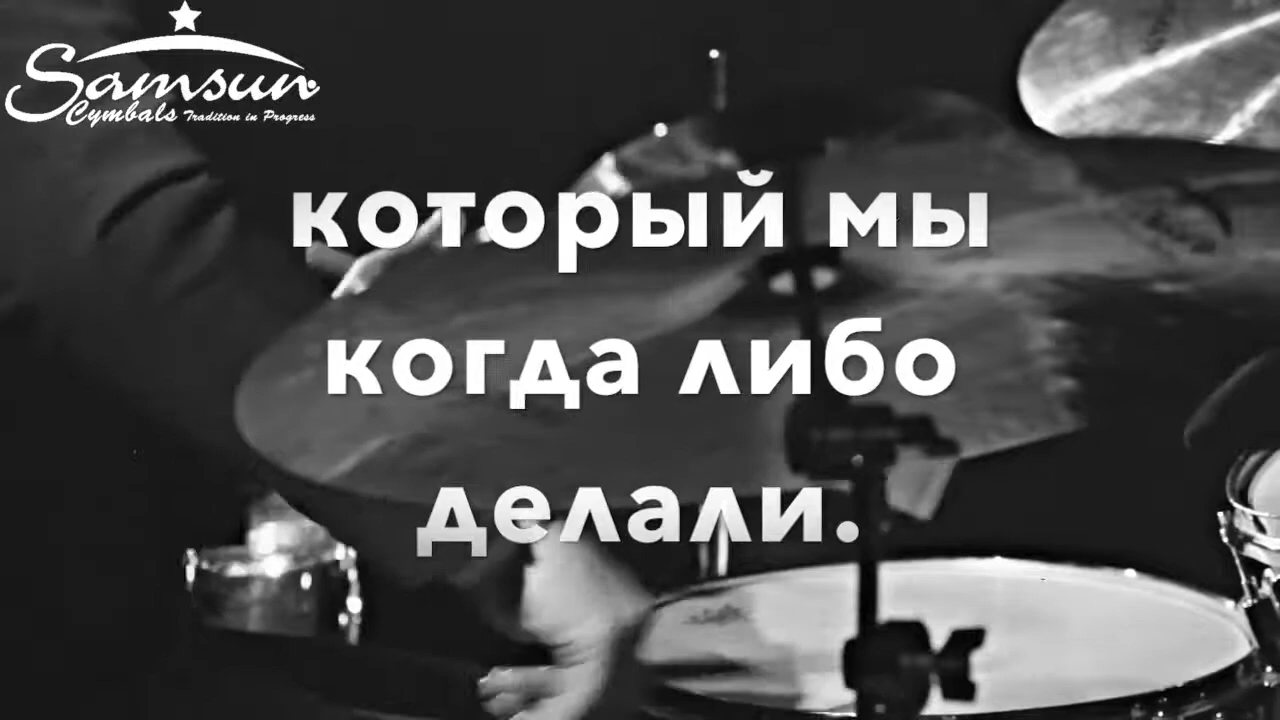 Samsun
Cymbals Tradition in Progress
который мы
когда либо
делали.